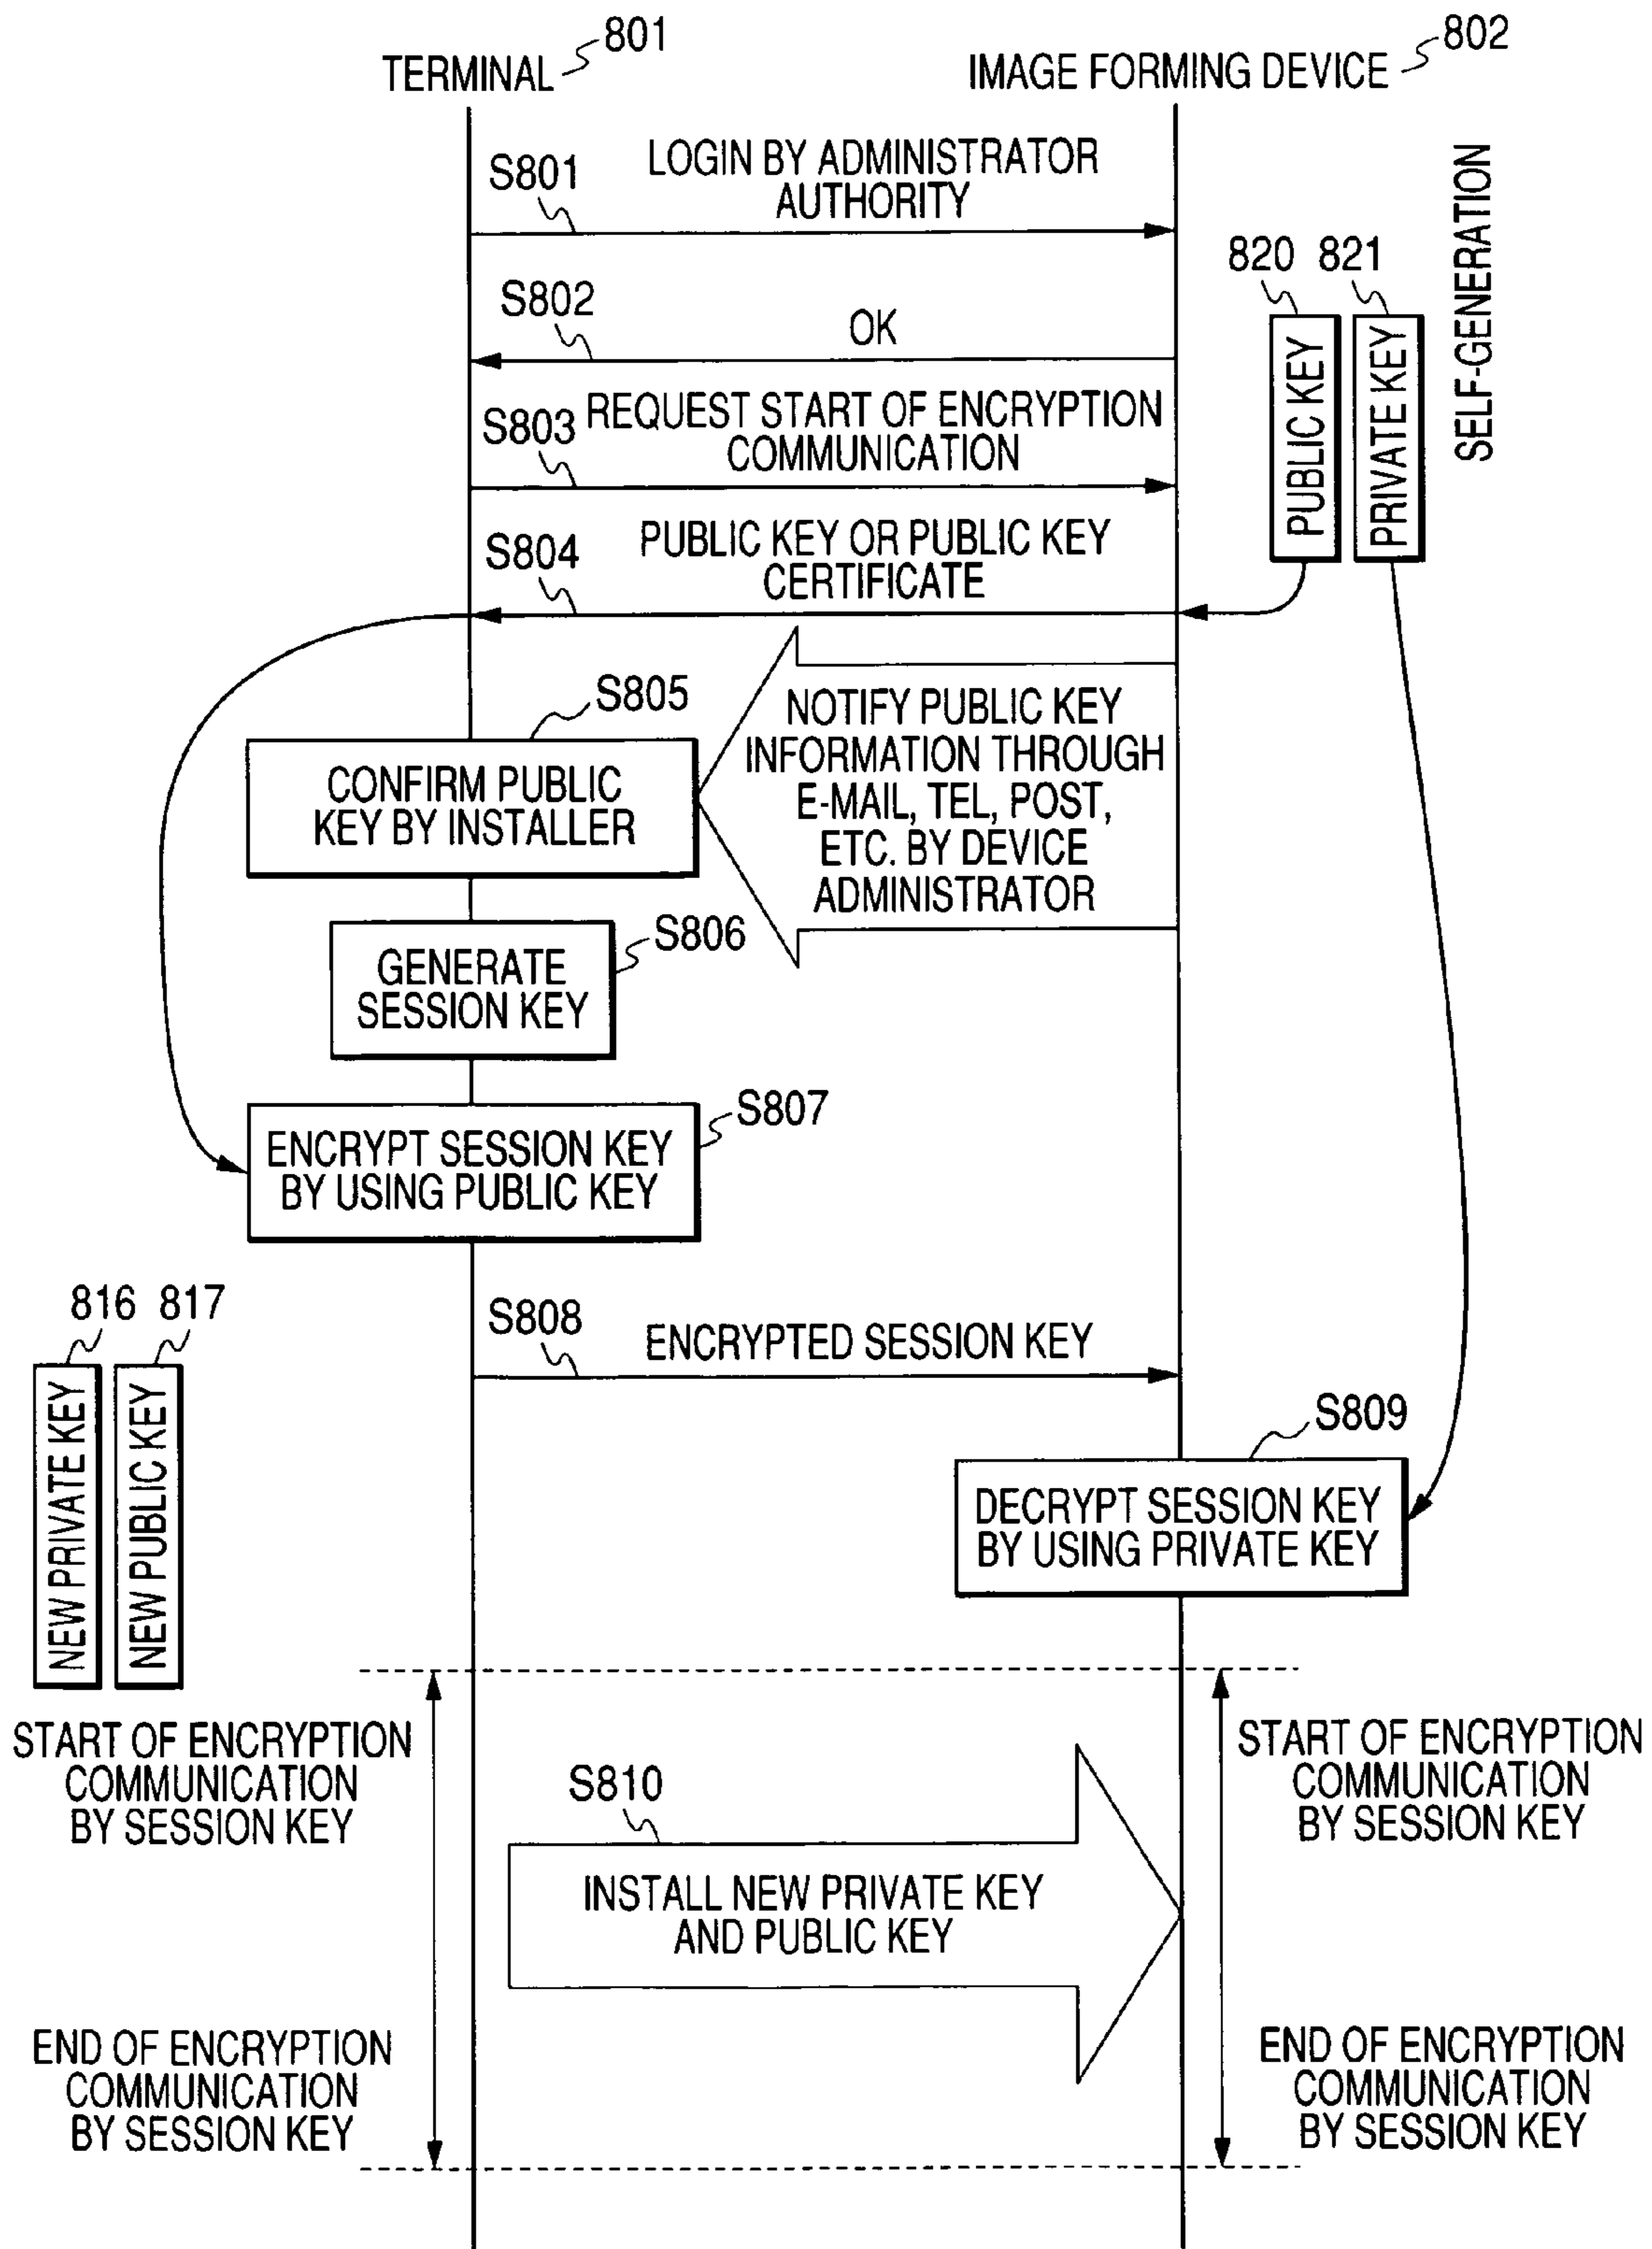 TERMINAL
801
IMAGE FORMING DEVICE
802
S801
LOGIN BY ADMINISTRATOR
AUTHORITY
SELF-GENERATION
820
821
PUBLIC KEY
PRIVATE KEY
S802
OK
S803
REQUEST START OF ENCRYPTION
COMMUNICATION
S804
PUBLIC KEY OR PUBLIC KEY
CERTIFICATE
S805
CONFIRM PUBLIC
KEY BY INSTALLER
NOTIFY PUBLIC KEY
INFORMATION THROUGH
E-MAIL, TEL, POST,
ETC. BY DEVICE
ADMINISTRATOR
S806
GENERATE
SESSION KEY
S807
ENCRYPT SESSION KEY
BY USING PUBLIC KEY
816
817
NEW PRIVATE KEY
NEW PUBLIC KEY
S808
ENCRYPTED SESSION KEY
S809
DECRYPT SESSION KEY
BY USING PRIVATE KEY
START OF ENCRYPTION
COMMUNICATION
BY SESSION KEY
START OF ENCRYPTION
COMMUNICATION
BY SESSION KEY
S810
INSTALL NEW PRIVATE KEY
AND PUBLIC KEY
END OF ENCRYPTION
COMMUNICATION
BY SESSION KEY
END OF ENCRYPTION
COMMUNICATION
BY SESSION KEY